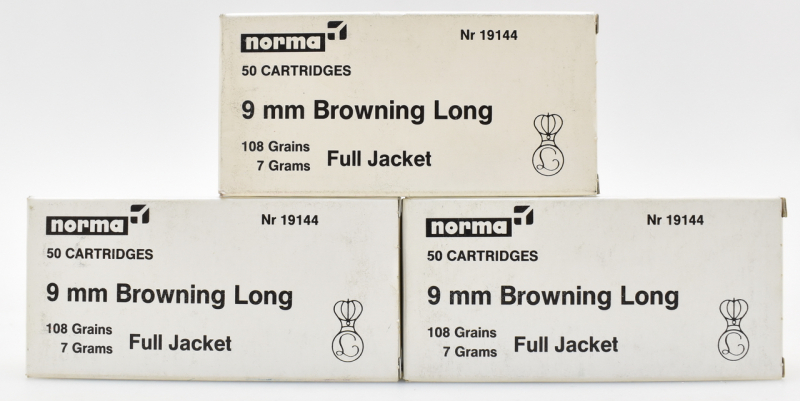 norma
Nr 19144
50 CARTRIDGES
9 mm Browning Long
108 Grains
7 Grams
Full Jacket
L
norma
Nr 19144
50 CARTRIDGES
9 mm Browning Long
108 Grains
7 Grams
Full Jacket
L
norma
Nr 19144
50 CARTRIDGES
9 mm Browning Long
108 Grains
7 Grams
Full Jacket
L